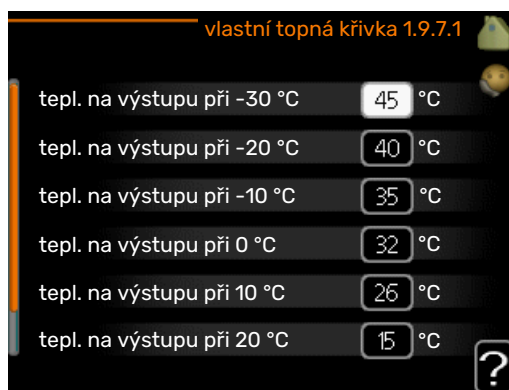 vlastní topná křivka 1.9.7.1
tepl. na výstupu při -30 °C 45 °C
tepl. na výstupu při -20 °C 40 °C
tepl. na výstupu při -10 °C 35 °C
tepl. na výstupu při 0 °C 32 °C
tepl. na výstupu při 10 °C 26 °C
tepl. na výstupu při 20 °C 15 °C
?